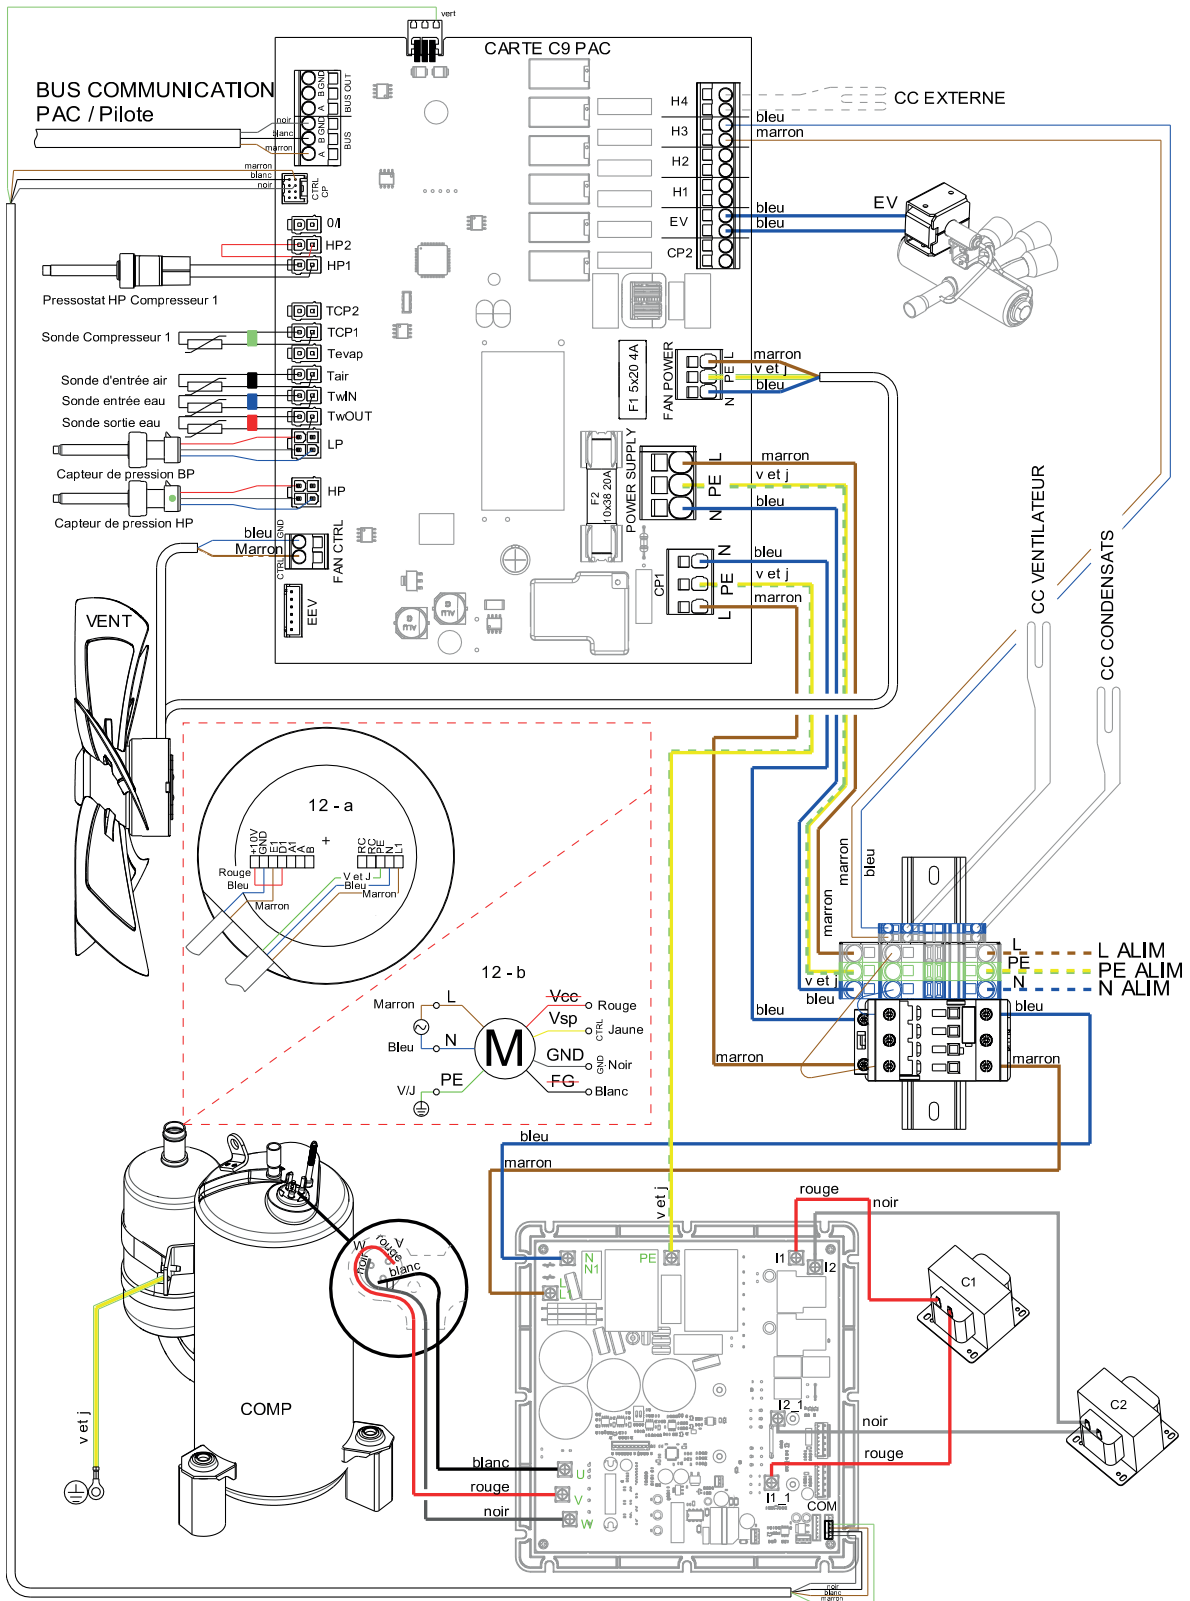 vert
CARTE C9 PAC
BUS COMMUNICATION
PAC / Pilote
noir
blanc
marron
GND
B
A
BUS OUT
GND
B
A
BUS
marron
blanc
noir
CTRL
CP
0/I
HP2
HP1
Pressostat HP Compresseur 1
TCP2
Sonde Compresseur 1
TCP1
Tevap
Sonde d'entrée air
Tair
Sonde entrée eau
TwIN
Sonde sortie eau
TwOUT
LP
Capteur de pression BP
HP
Capteur de pression HP
bleu
Marron
GND
CTRL
FAN CTRL
EEV
ALU
G
ALU
G
H4
H3
H2
H1
EV
CP2
CC EXTERNE
bleu
marron
bleu
bleu
EV
F1 5x20 4A
FAN POWER
L
PE
N
marron
v et j
bleu
F2
10x38 20A
POWER SUPPLY
L
PE
N
marron
v et j
bleu
CP1
N
PE
L
bleu
v et j
marron
CC VENTILATEUR
CC CONDENSATS
VENT
12 - a
+
+10V
GND
E1
D1
A1
A
B
RC
RC
PE
N
L1
Rouge
Bleu
Marron
V et J
Bleu
Marron
12 - b
Marron
L
Bleu
N
V/J
PE
M
Vcc
Rouge
Vsp
CTRL
Jaune
GND
GND
Noir
FG
Blanc
marron
marron
bleu
v et j
bleu
L
PE
N
L ALIM
PE ALIM
N ALIM
bleu
marron
bleu
marron
bleu
marron
v et j
rouge
noir
N
N1
L
L1
PE
I1
I2
C1
C2
I2_1
noir
rouge
I1_1
COM
W
V
U
rouge
noir
blanc
COMP
v et j
blanc
rouge
noir
U
V
W
noir
blanc
marron